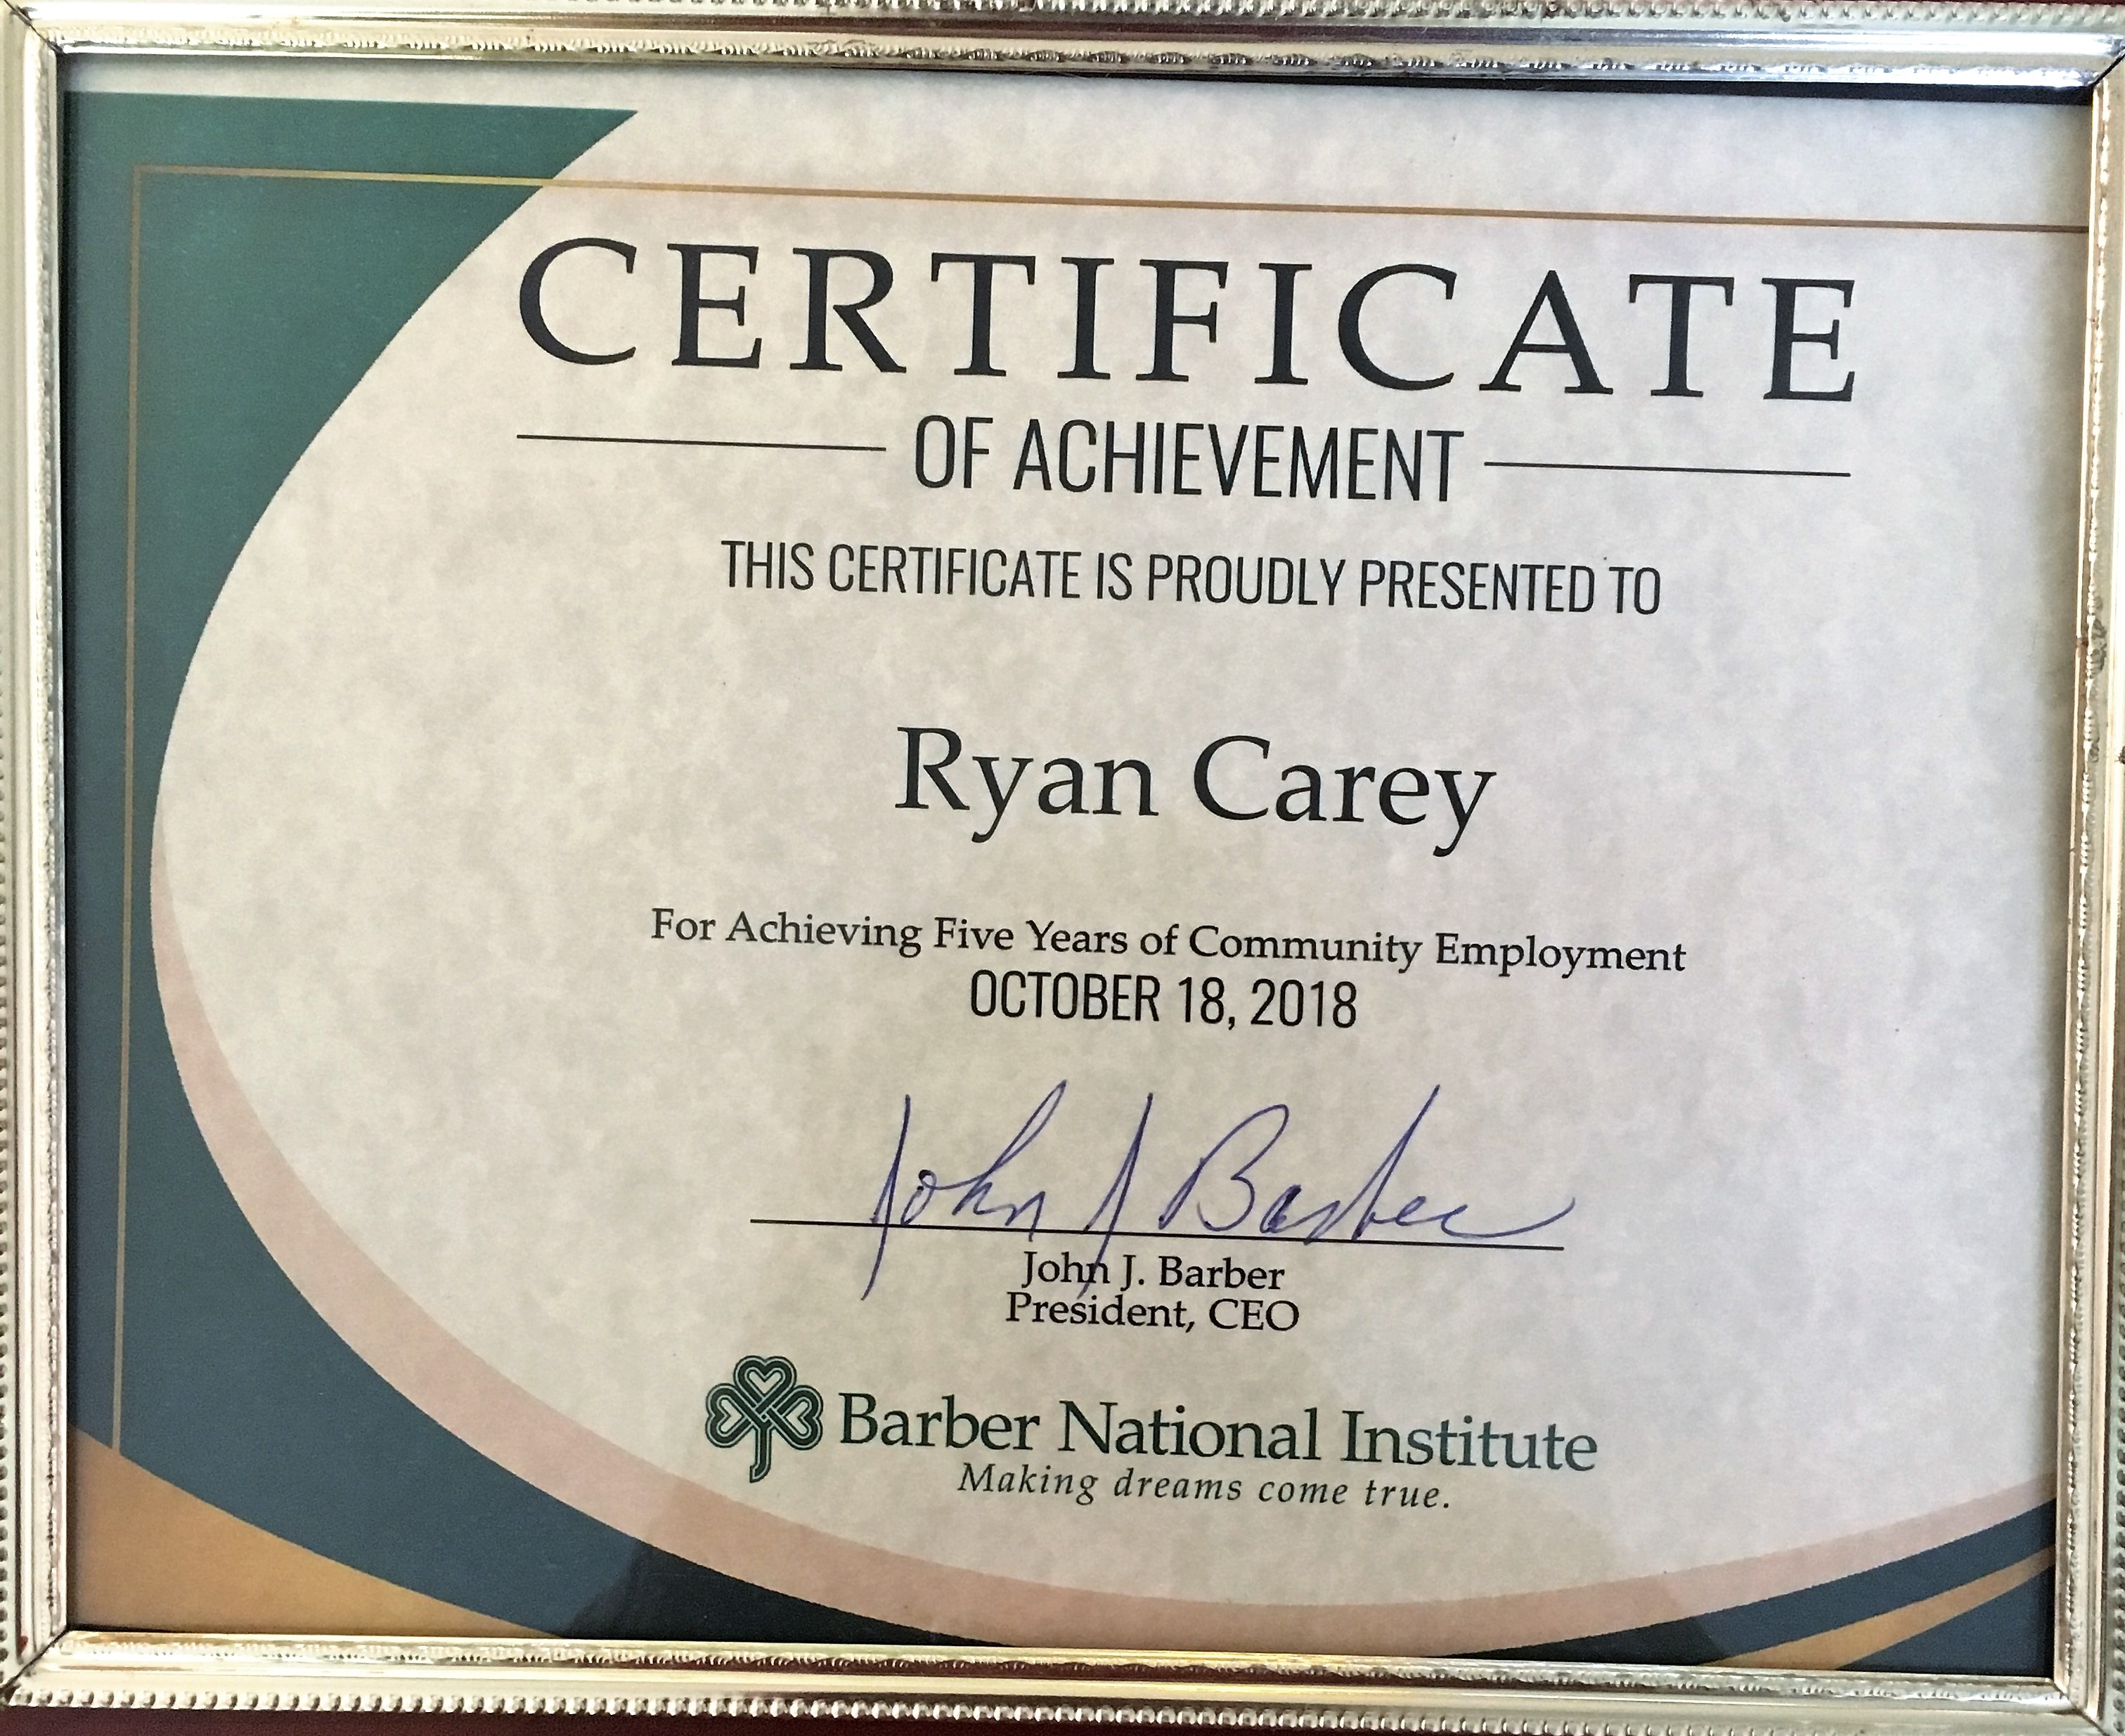 CERTIFICATE
OF ACHIEVEMENT
THIS CERTIFICATE IS PROUDLY PRESENTED TO
Ryan Carey
For Achieving Five Years of Community Employment
OCTOBER 18, 2018
John J Barber
John J. Barber
President, CEO
Barber National Institute
Making dreams come true.